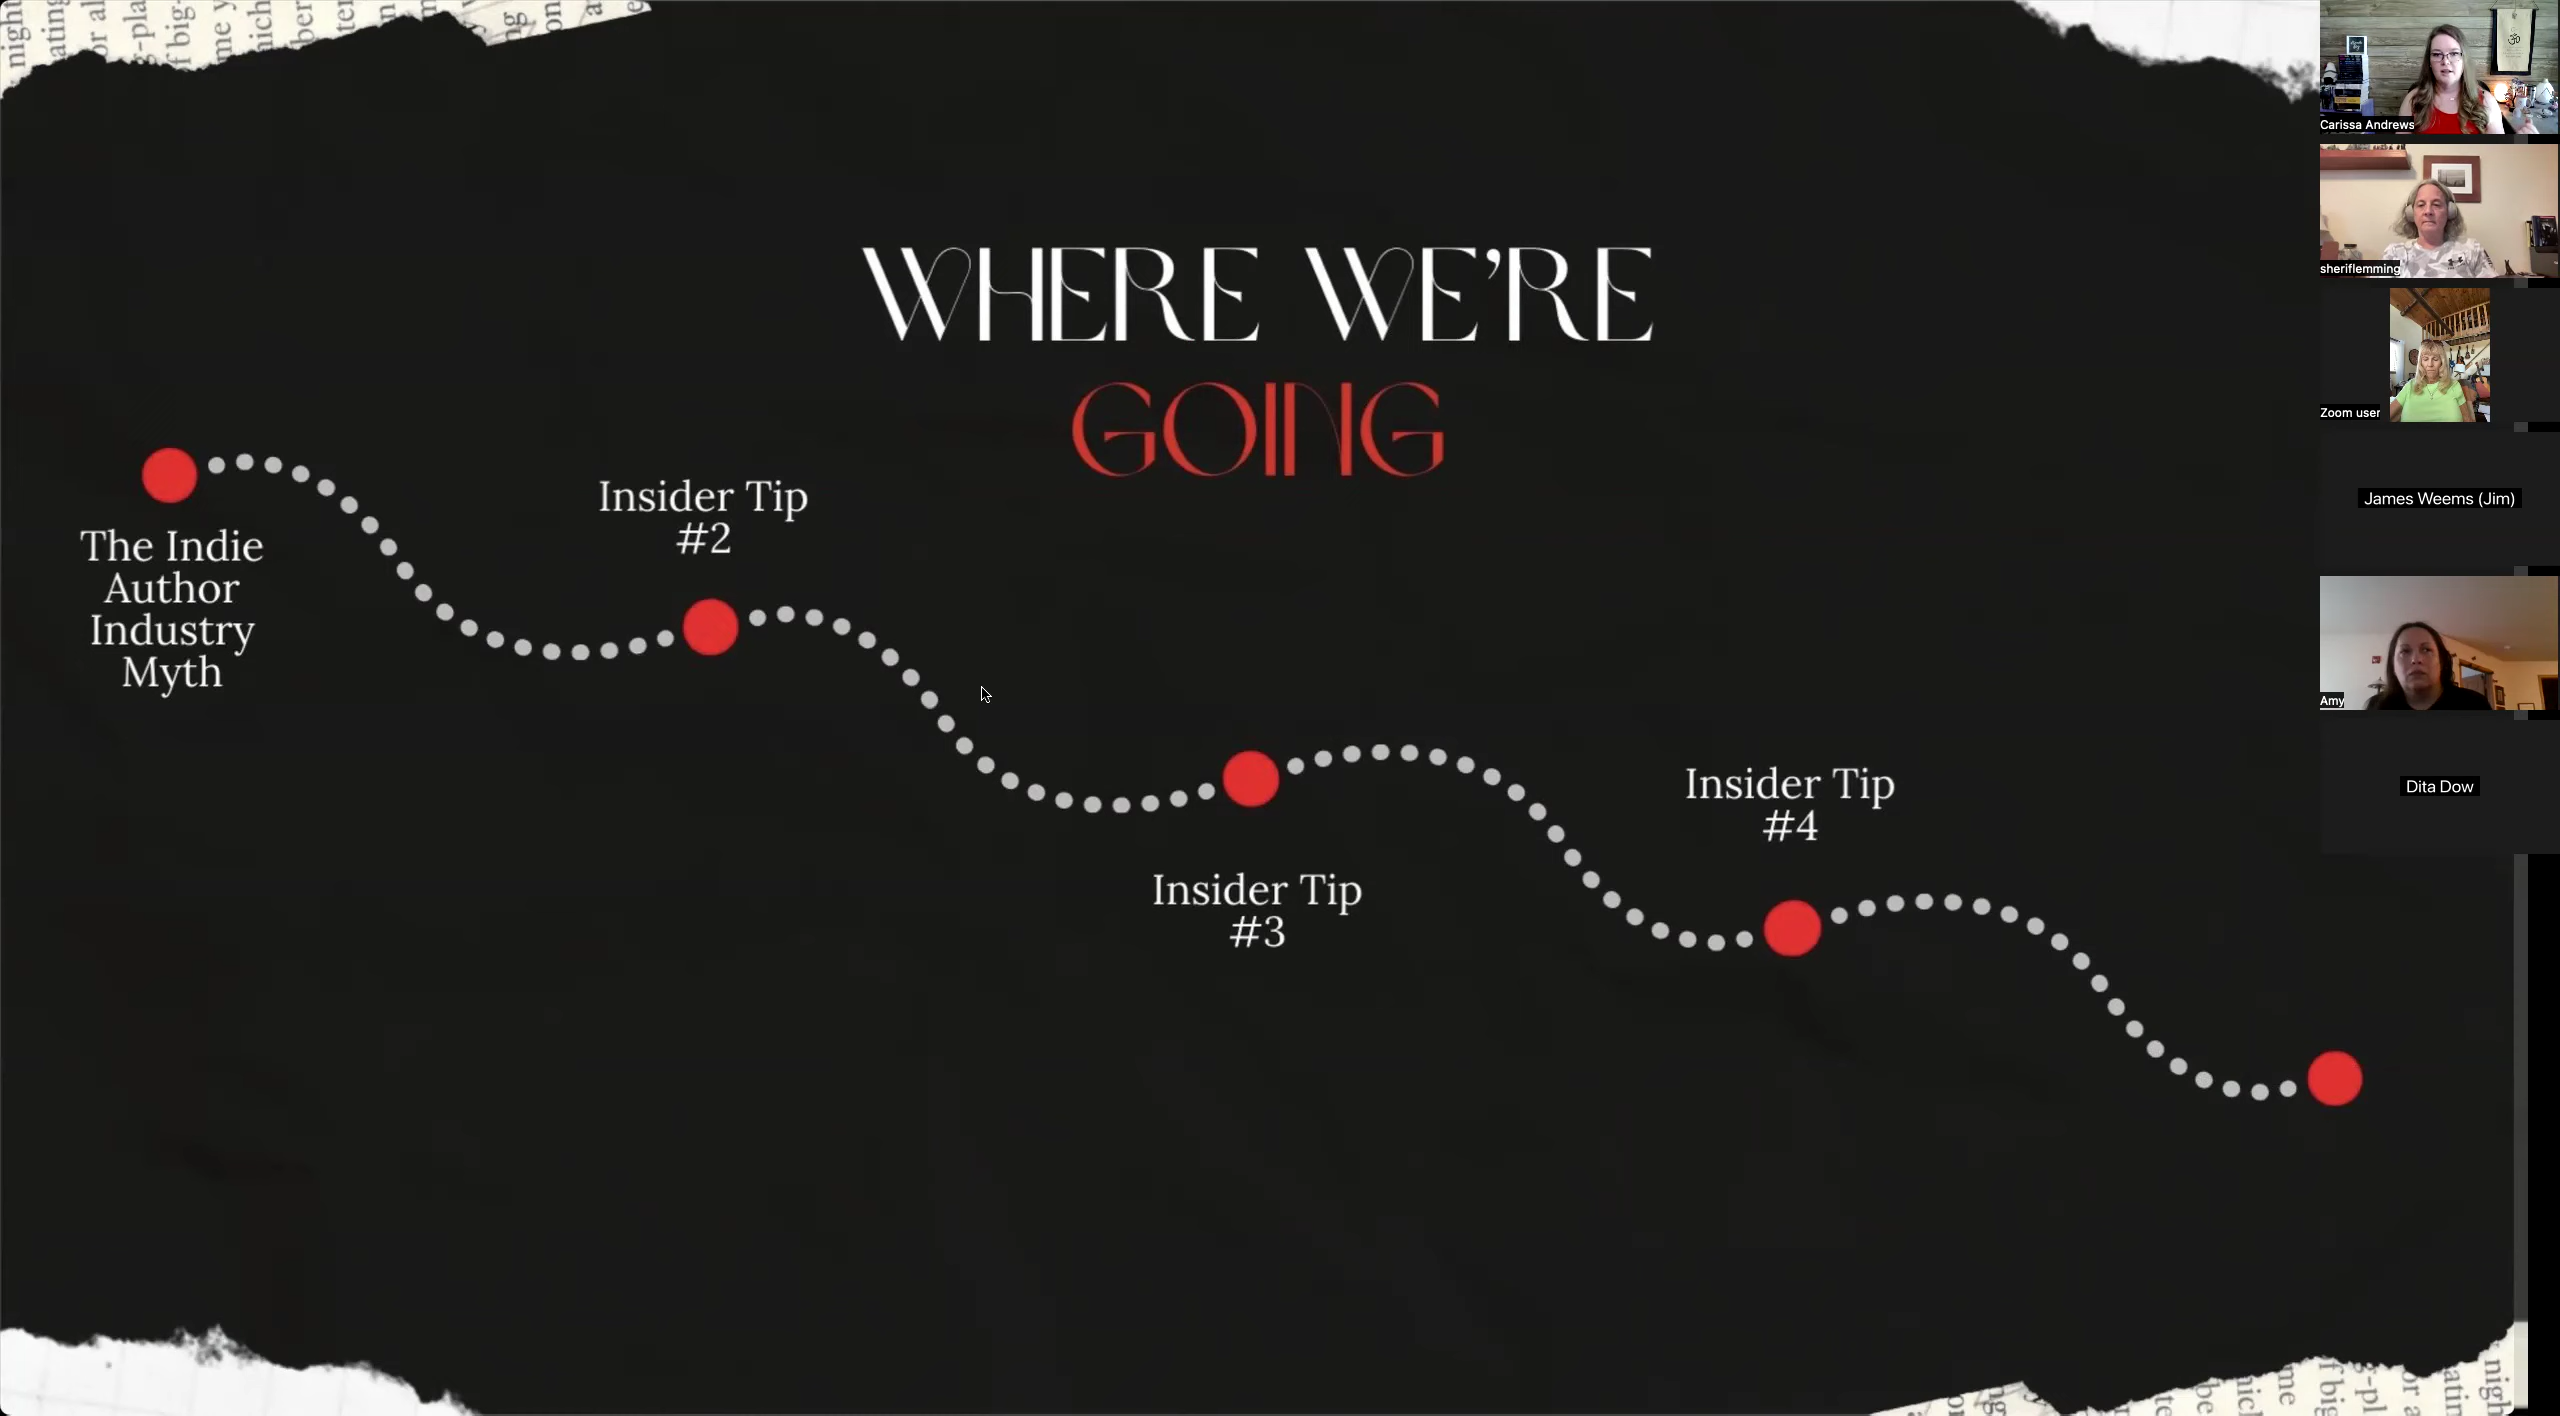 WHERE WE'RE
GOING
The Indie
Author
Industry
Myth
Insider Tip
#2
Insider Tip
#3
Insider Tip
#4
Carissa Andrews
sheriflemming
Zoom user
James Weems (Jim)
Amy
Dita Dow